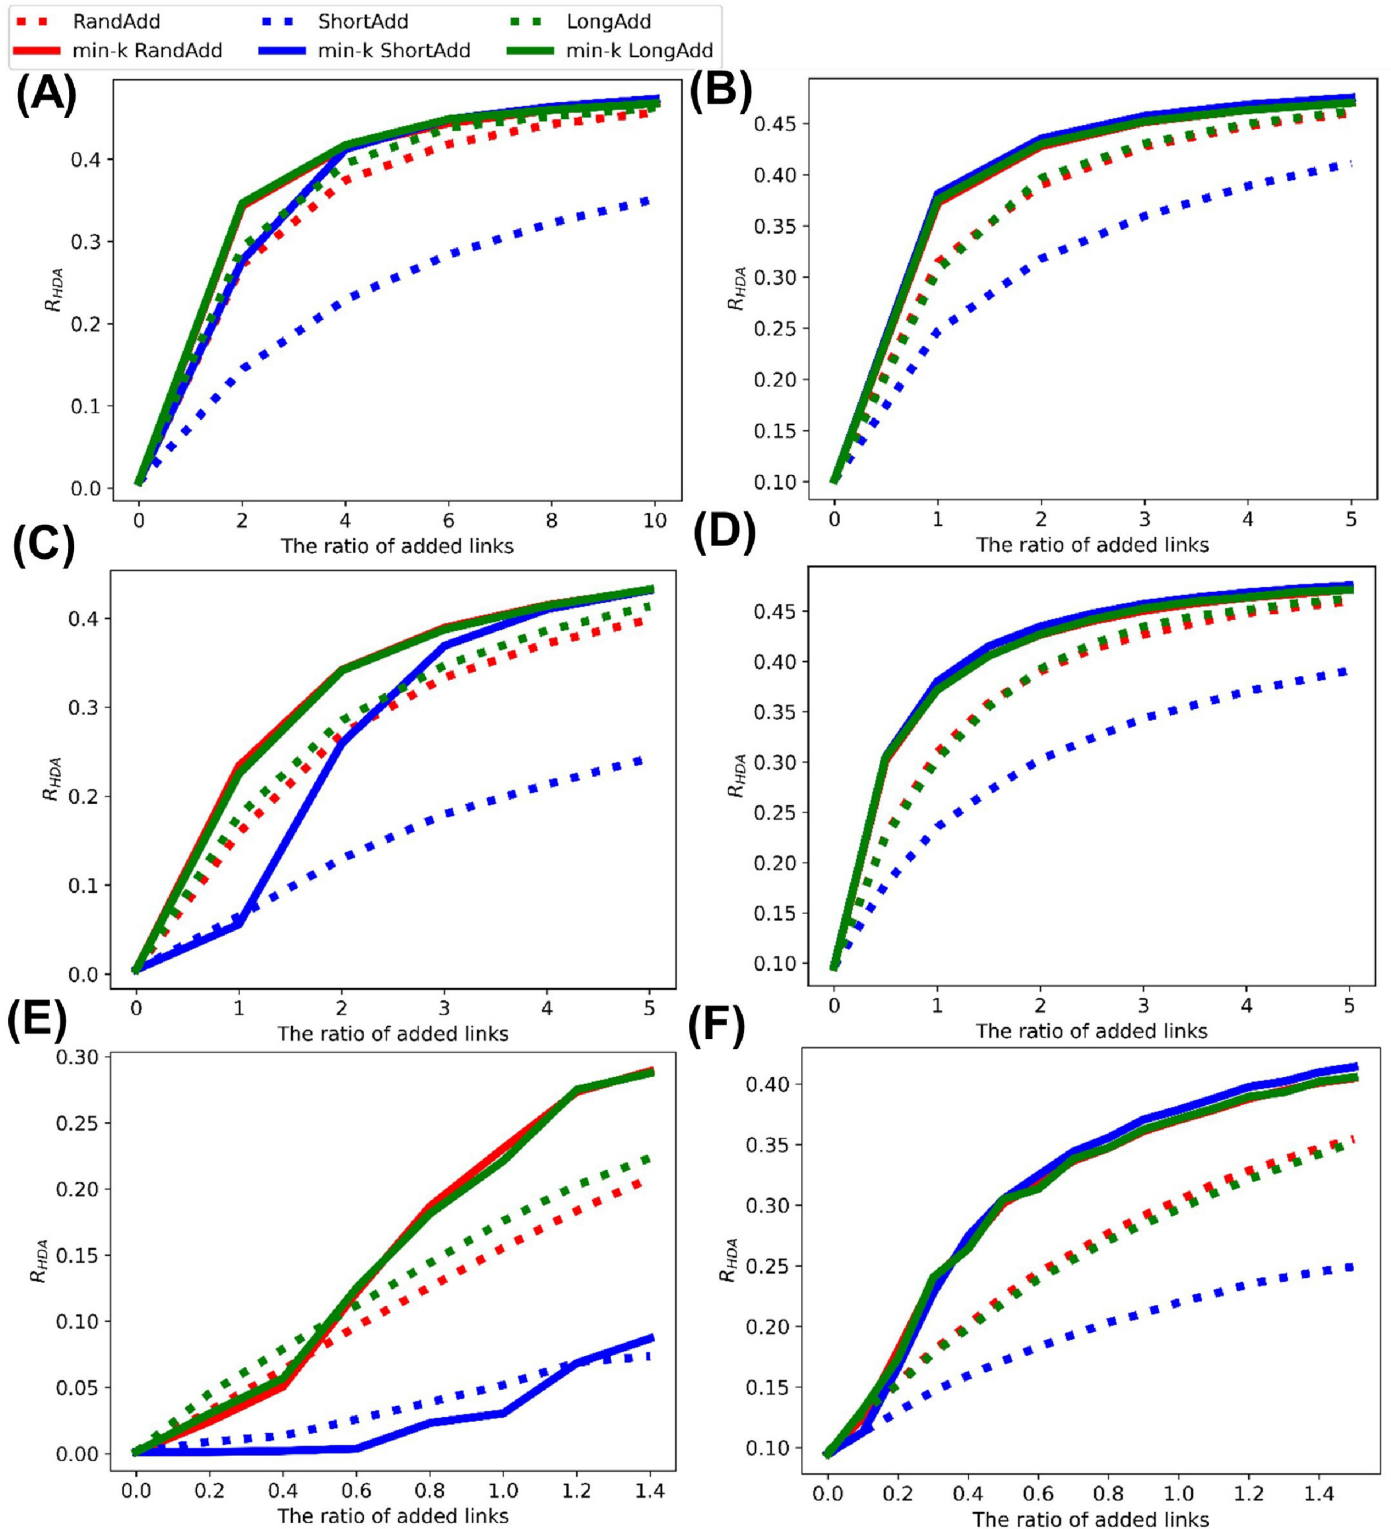 RandAdd ShortAdd LongAdd
min-k RandAdd min-k ShortAdd min-k LongAdd
(A)
0.4
0.3
0.2
0.1
0.0
R_HDA
0 2 4 6 8 10
The ratio of added links
(B)
0.45
0.40
0.35
0.30
0.25
0.20
0.15
0.10
R_HDA
0 1 2 3 4 5
The ratio of added links
(C)
0.4
0.3
0.2
0.1
0.0
R_HDA
0 1 2 3 4 5
The ratio of added links
(D)
0.45
0.40
0.35
0.30
0.25
0.20
0.15
0.10
R_HDA
0 1 2 3 4 5
The ratio of added links
(E)
0.30
0.25
0.20
0.15
0.10
0.05
0.00
R_HDA
0.0 0.2 0.4 0.6 0.8 1.0 1.2 1.4
The ratio of added links
(F)
0.40
0.35
0.30
0.25
0.20
0.15
0.10
R_HDA
0.0 0.2 0.4 0.6 0.8 1.0 1.2 1.4
The ratio of added links